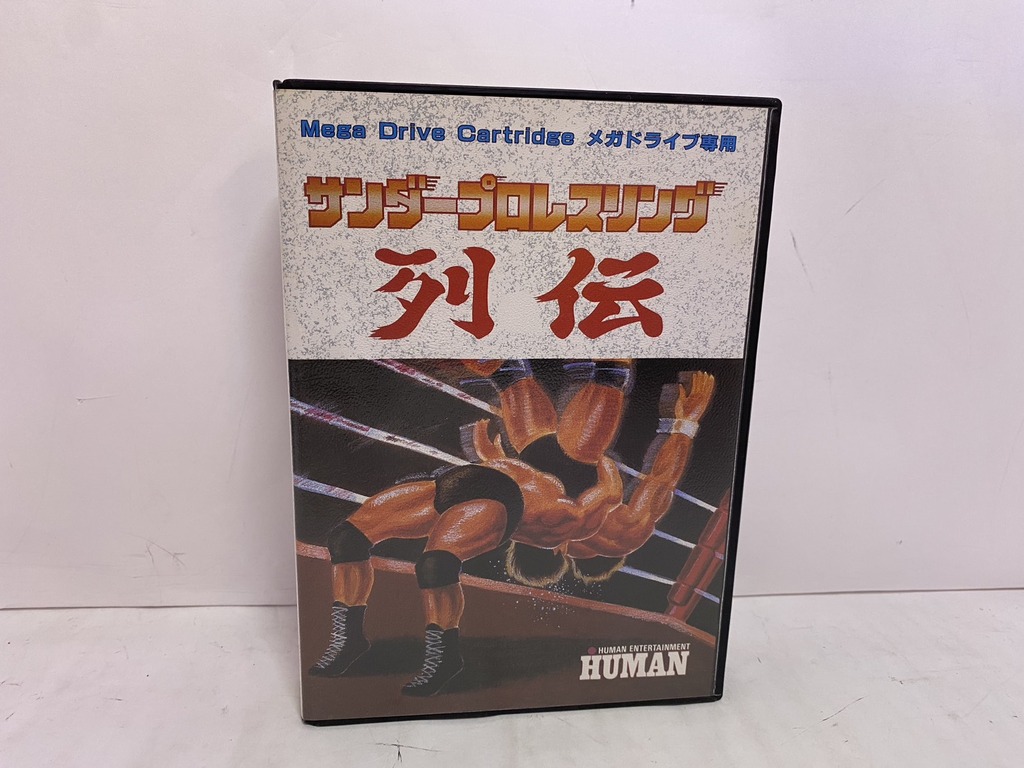 Mega Drive Cartridge メガドライブ専用
サンダープロレスリング
列伝
HUMAN ENTERTAINMENT
HUMAN